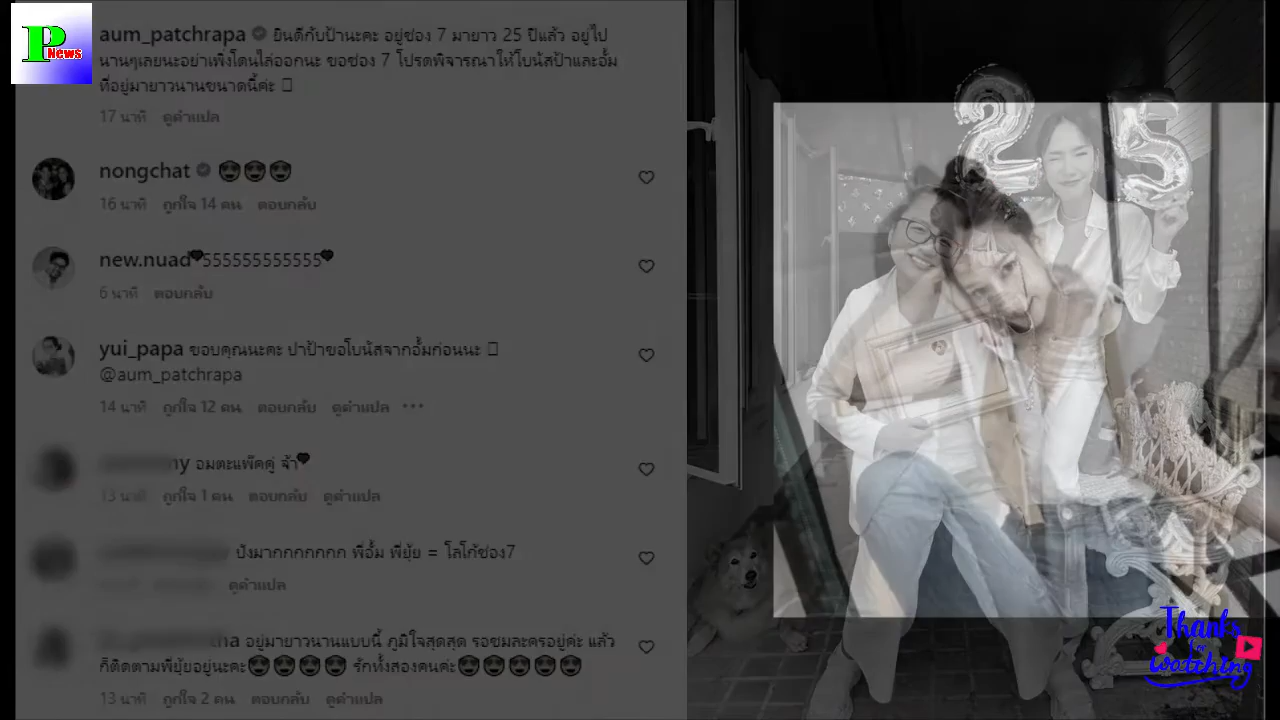 P News
aum_patchrapa ยินดีกับป้านะคะ อยู่ช่อง 7 มายาว 25 ปีแล้ว อยู่ไป
นานๆเลยนะอย่าเพิ่งโดนไล่ออกนะ ขอช่อง 7 โปรดพิจารณาให้โบนัสป้าและอั้ม
ที่อยู่มายาวนานขนาดนี้ค่ะ
17 นาที ดูคำแปล
nongchat
16 นาที ถูกใจ 14 คน ตอบกลับ
new.nuad 555555555555
6 นาที ตอบกลับ
yui_papa ขอบคุณนะคะ ปาป้าขอโบนัสจากอั้มก่อนนะ
@aum_patchrapa
14 นาที ถูกใจ 12 คน ตอบกลับ ดูคำแปล ...
อมตะแพ๊คคู่ จ้า
13 นาที ถูกใจ 1 คน ตอบกลับ ดูคำแปล
ปังมากกกกกกก พี่อั้ม พี่ยุ้ย = โลโก้ช่อง7
ดูคำแปล
อยู่มายาวนานแบบนี้ ภูมิใจสุดสุด รอชมละครอยู่ค่ะ แล้ว
ก็ติดตามพี่ยุ้ยอยู่นะคะ รักทั้งสองคนค่ะ
13 นาที ถูกใจ 2 คน ตอบกลับ ดูคำแปล
25
Thanks
for
watching